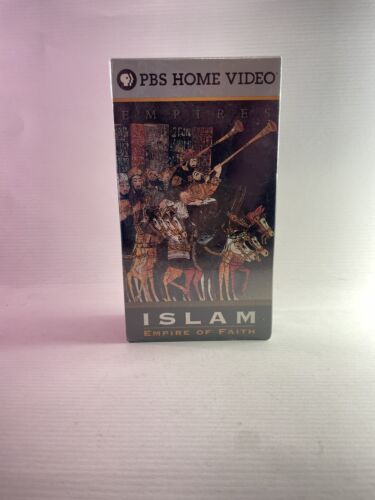 PBS HOME VIDEO
EMPIRES
ISLAM
EMPIRE OF FAITH